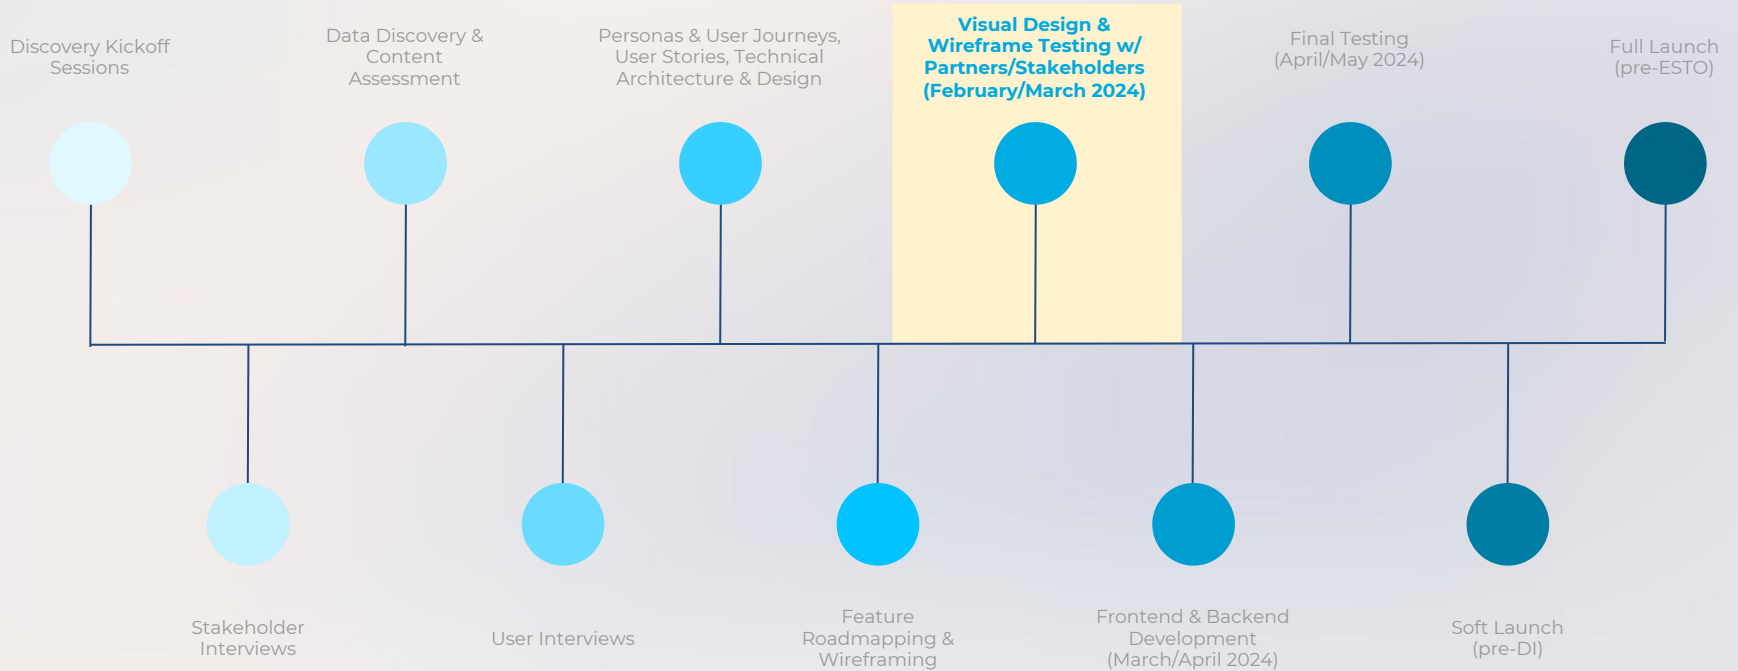 Discovery Kickoff
Sessions
Data Discovery &
Content
Assessment
Personas & User Journeys,
User Stories, Technical
Architecture & Design
Visual Design &
Wireframe Testing w/
Partners/Stakeholders
(February/March 2024)
Final Testing
(April/May 2024)
Full Launch
(pre-ESTO)
Stakeholder
Interviews
User Interviews
Feature
Roadmapping &
Wireframing
Frontend & Backend
Development
(March/April 2024)
Soft Launch
(pre-DI)